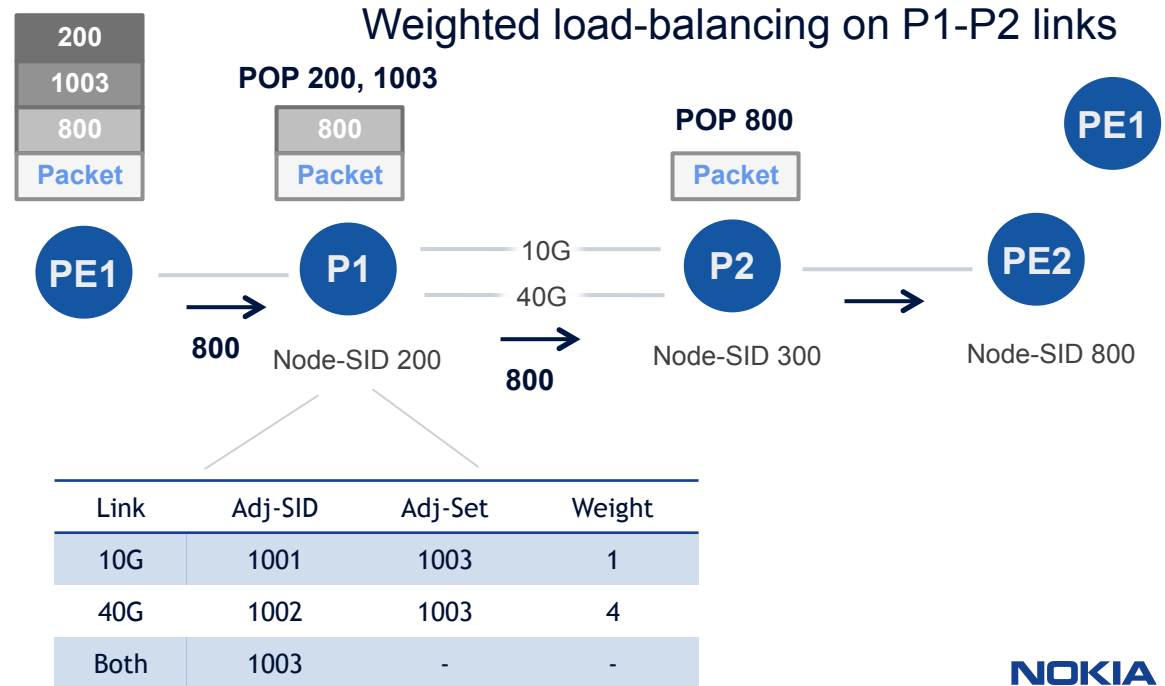 Weighted load-balancing on P1-P2 links
200
1003
800
Packet
POP 200, 1003
800
Packet
POP 800
Packet
PE1
PE1
P1
10G
40G
P2
PE2
800
Node-SID 200
800
Node-SID 300
Node-SID 800
Link Adj-SID Adj-Set Weight
10G 1001 1003 1
40G 1002 1003 4
Both 1003 - -
NOKIA